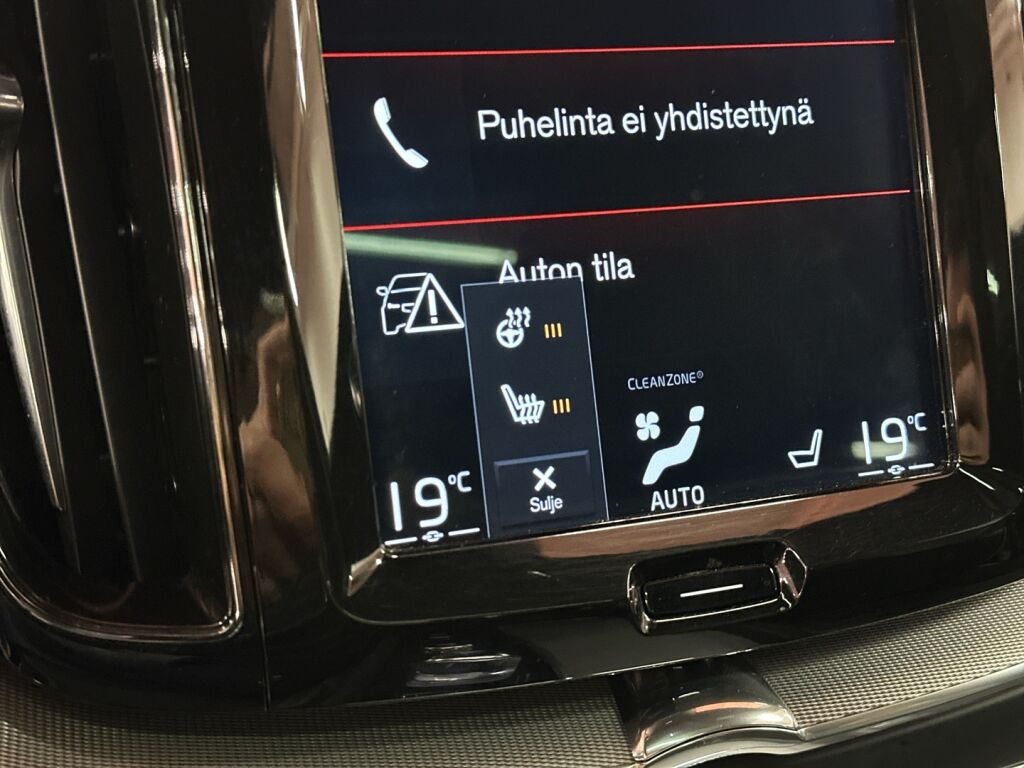 Puhelinta ei yhdistettynä
Auton tila
CLEANZONE®
19°C
Sulje
AUTO
19°C